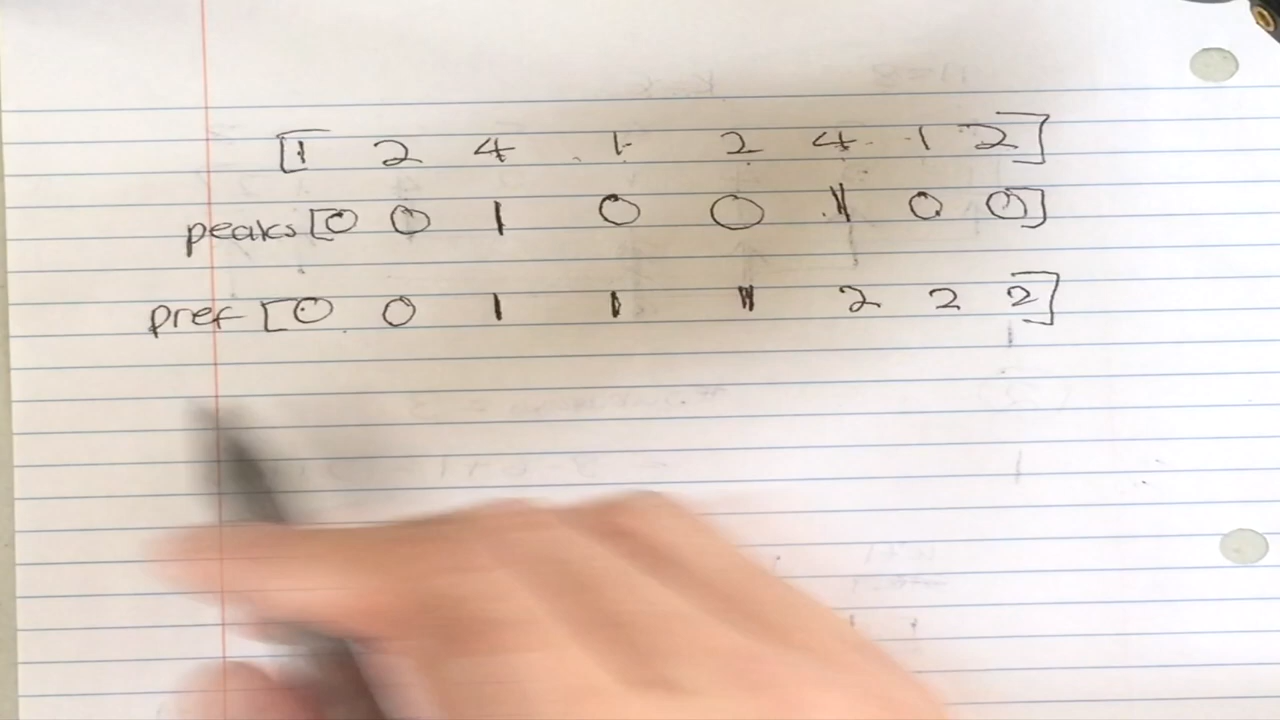 [1 2 4 1 2 4 1 2]
peaks [0 0 1 0 0 1 0 0]
pref [0 0 1 1 1 2 2 2]